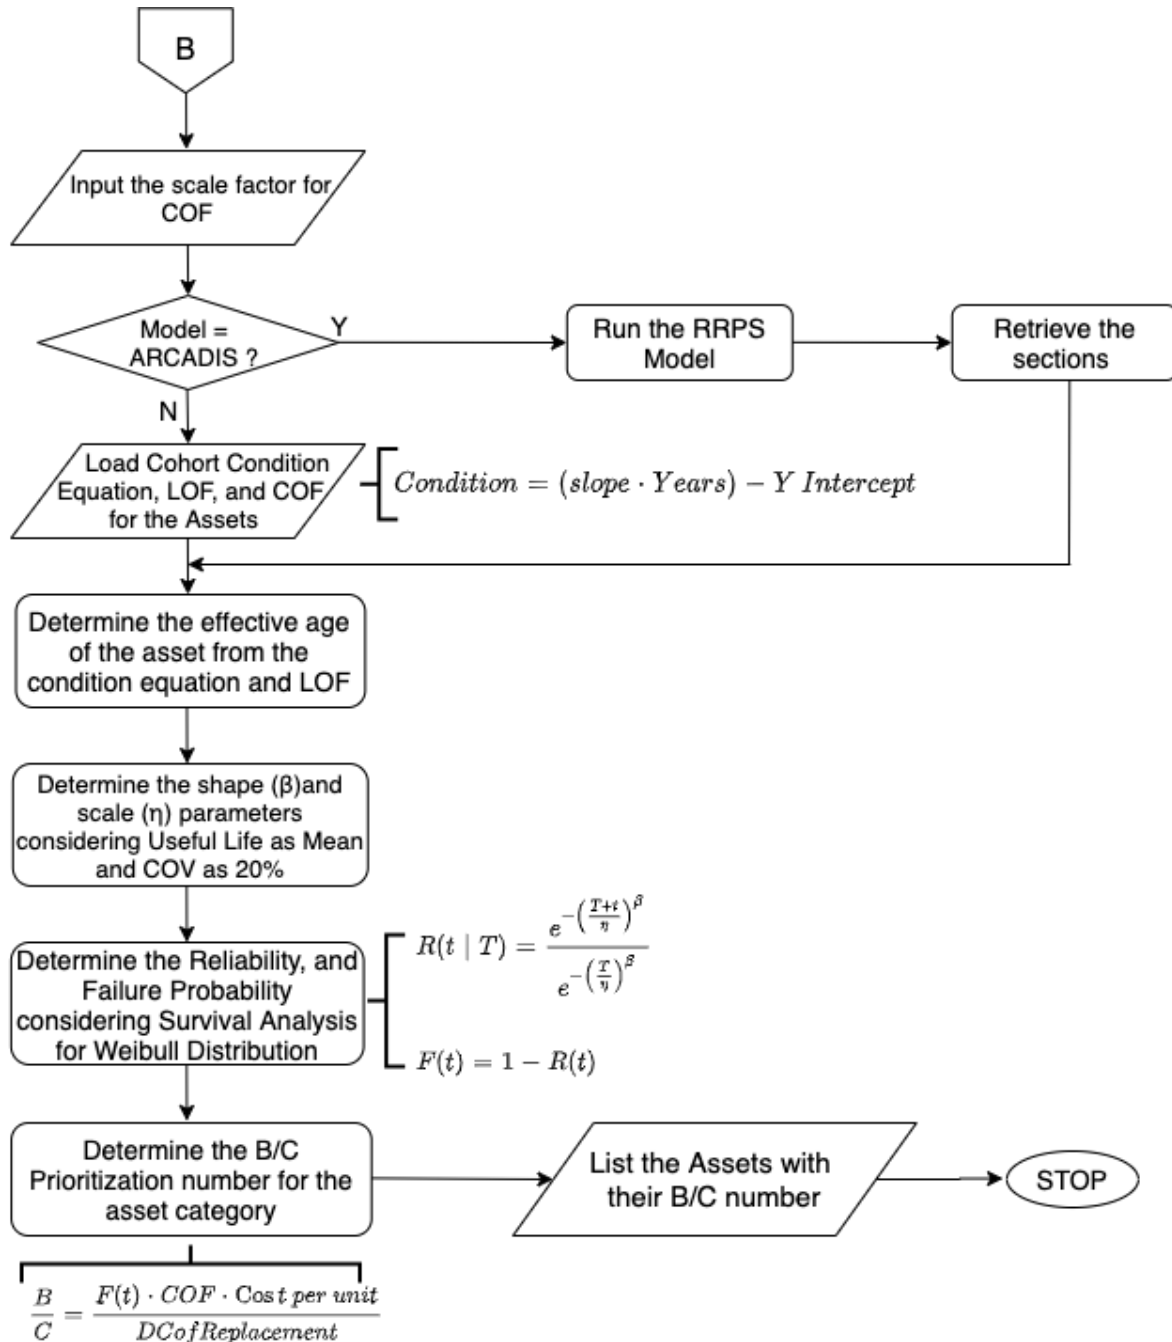 B
Input the scale factor for
COF
Model =
ARCADIS ?
Y
Run the RRPS
Model
Retrieve the
sections
N
Load Cohort Condition
Equation, LOF, and COF
for the Assets
Condition = (slope · Years) − Y Intercept
Determine the effective age
of the asset from the
condition equation and LOF
Determine the shape (β)and
scale (η) parameters
considering Useful Life as Mean
and COV as 20%
Determine the Reliability, and
Failure Probability
considering Survival Analysis
for Weibull Distribution
R(t | T) = e^{−((T+t)/η)^β} / e^{−(T/η)^β}
F(t) = 1 − R(t)
Determine the B/C
Prioritization number for the
asset category
List the Assets with
their B/C number
STOP
B/C = F(t) · COF · Cost per unit / DCofReplacement